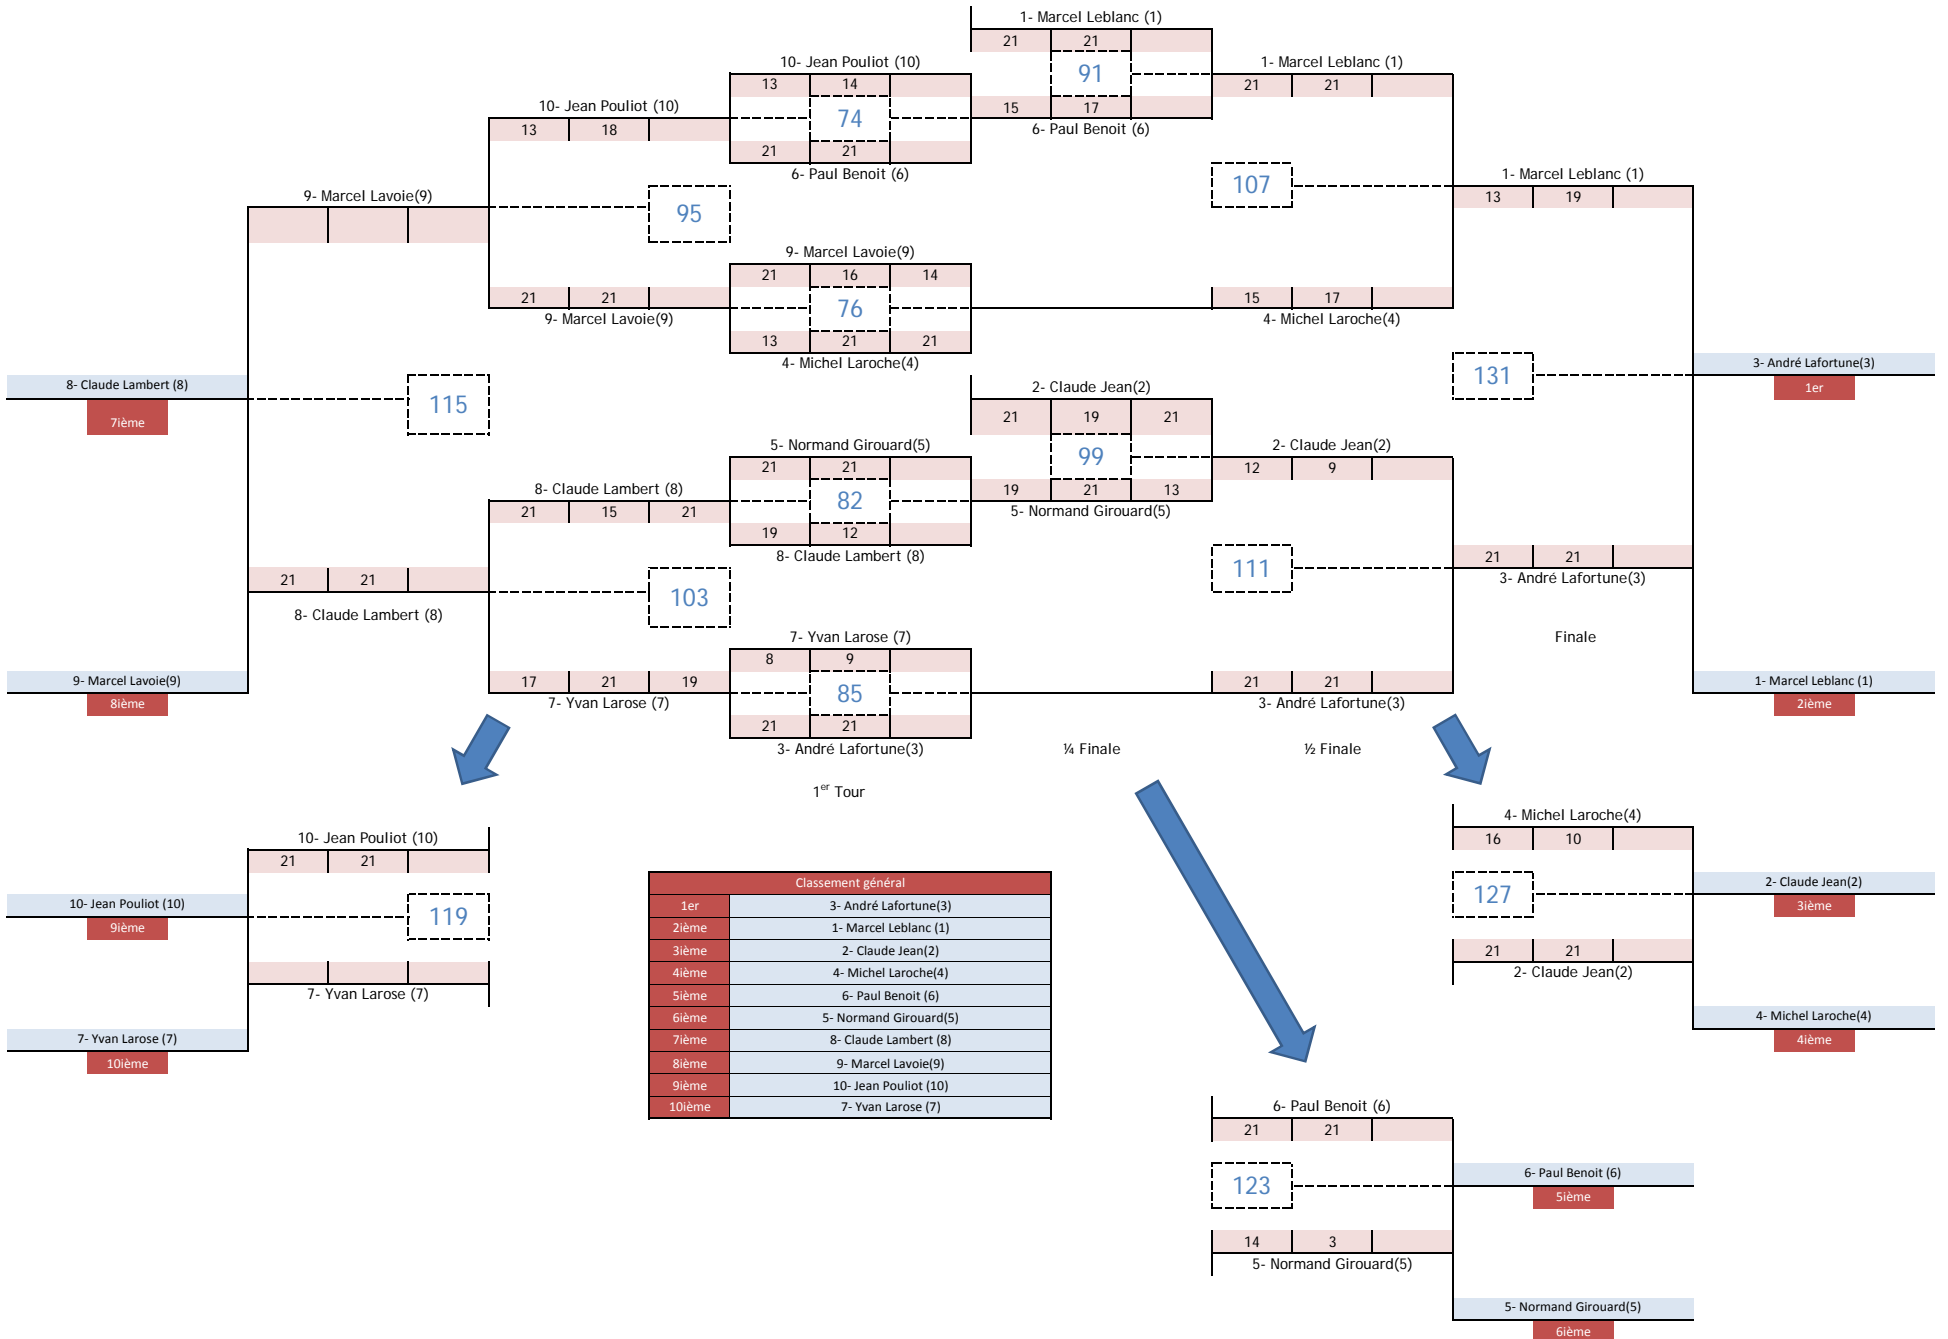 1- Marcel Leblanc (1)
21 21
10- Jean Pouliot (10)
91
1- Marcel Leblanc (1)
13 14
21 21
10- Jean Pouliot (10)
15 17
74
6- Paul Benoit (6)
13 18
21 21
6- Paul Benoit (6)
107
1- Marcel Leblanc (1)
9- Marcel Lavoie(9)
95
13 19
9- Marcel Lavoie(9)
21 16 14
21 21
76
15 17
9- Marcel Lavoie(9)
4- Michel Laroche(4)
13 21 21
4- Michel Laroche(4)
3- André Lafortune(3)
131
8- Claude Lambert (8)
2- Claude Jean(2)
1er
115
21 19 21
7ième
5- Normand Girouard(5)
2- Claude Jean(2)
99
21 21
12 9
8- Claude Lambert (8)
19 21 13
82
21 15 21
5- Normand Girouard(5)
19 12
8- Claude Lambert (8)
21 21
111
21 21
3- André Lafortune(3)
103
8- Claude Lambert (8)
7- Yvan Larose (7)
Finale
8 9
9- Marcel Lavoie(9)
17 21 19
85
21 21
1- Marcel Leblanc (1)
8ième
7- Yvan Larose (7)
3- André Lafortune(3)
2ième
21 21
3- André Lafortune(3)
¼ Finale
½ Finale
1er Tour
4- Michel Laroche(4)
10- Jean Pouliot (10)
16 10
21 21
Classement général
2- Claude Jean(2)
127
10- Jean Pouliot (10)
1er 3- André Lafortune(3)
3ième
119
9ième
2ième 1- Marcel Leblanc (1)
3ième 2- Claude Jean(2)
21 21
4ième 4- Michel Laroche(4)
2- Claude Jean(2)
7- Yvan Larose (7)
5ième 6- Paul Benoit (6)
6ième 5- Normand Girouard(5)
4- Michel Laroche(4)
7- Yvan Larose (7)
7ième 8- Claude Lambert (8)
4ième
10ième
8ième 9- Marcel Lavoie(9)
9ième 10- Jean Pouliot (10)
10ième 7- Yvan Larose (7)
6- Paul Benoit (6)
21 21
6- Paul Benoit (6)
123
5ième
14 3
5- Normand Girouard(5)
5- Normand Girouard(5)
6ième